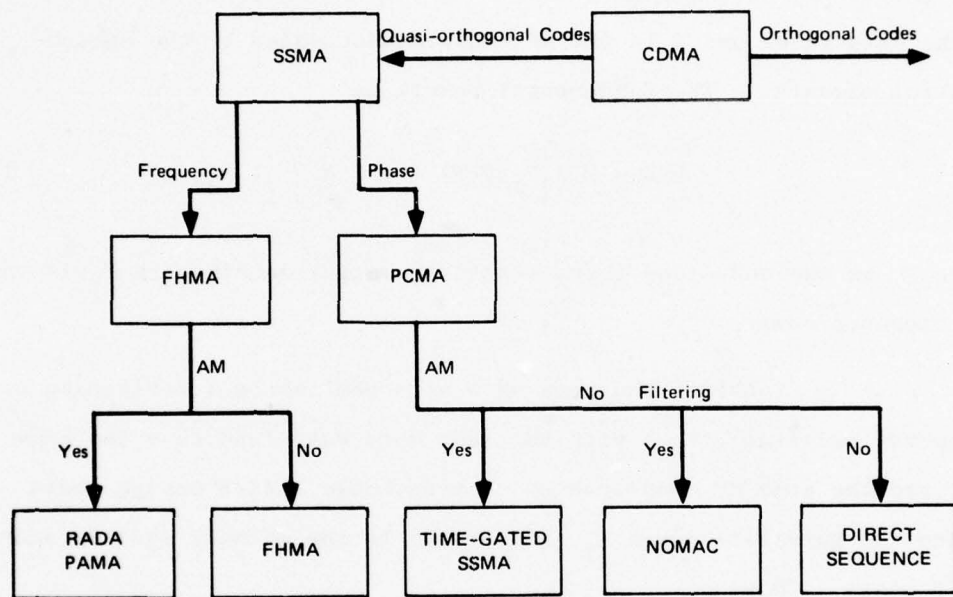 Quasi-orthogonal Codes
Orthogonal Codes
SSMA
CDMA
Frequency
Phase
FHMA
PCMA
AM
AM
No Filtering
Yes
No
Yes
Yes
No
RADA
PAMA
FHMA
TIME-GATED
SSMA
NOMAC
DIRECT
SEQUENCE